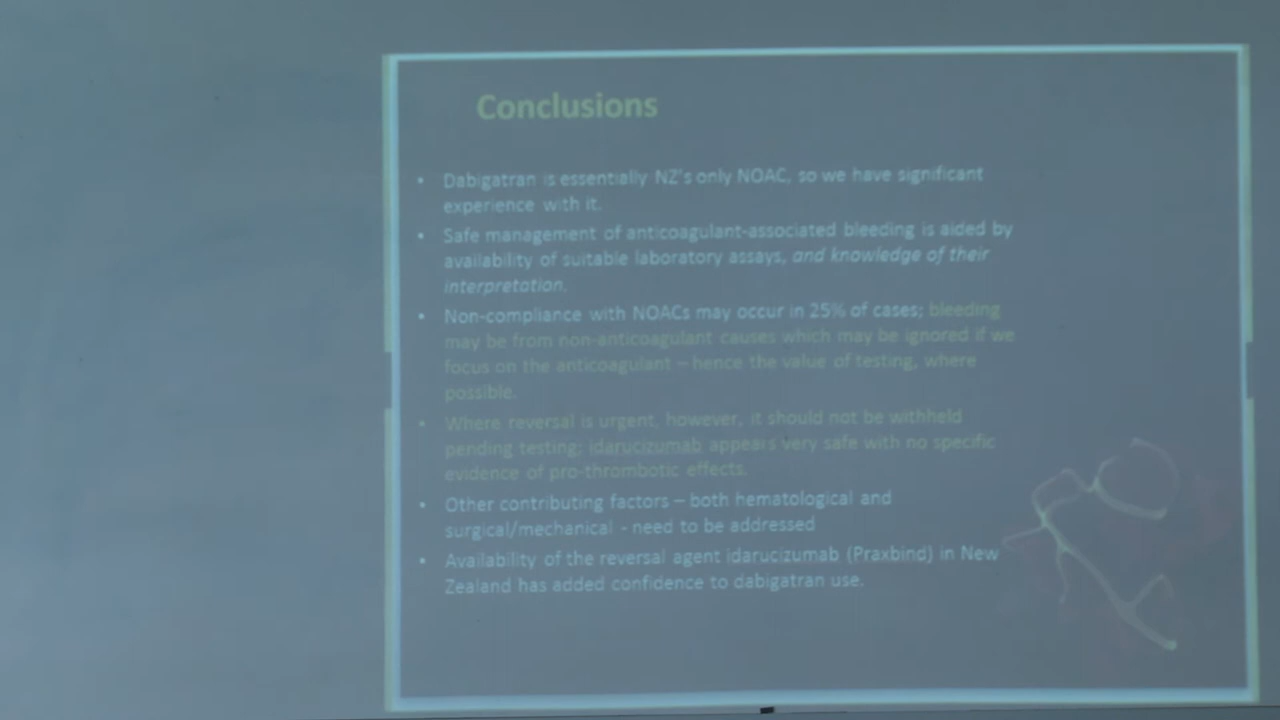 Conclusions
• Dabigatran is essentially NZ's only NOAC, so we have significant
experience with it.
• Safe management of anticoagulant-associated bleeding is aided by
availability of suitable laboratory assays, and knowledge of their
interpretation.
• Non-compliance with NOACs may occur in 25% of cases; bleeding
may be from non-anticoagulant causes which may be ignored if we
focus on the anticoagulant – hence the value of testing, where
possible.
• Where reversal is urgent, however, it should not be withheld
pending testing; idarucizumab appears very safe with no specific
evidence of pro-thrombotic effects.
• Other contributing factors – both hematological and
surgical/mechanical - need to be addressed
• Availability of the reversal agent idarucizumab (Praxbind) in New
Zealand has added confidence to dabigatran use.